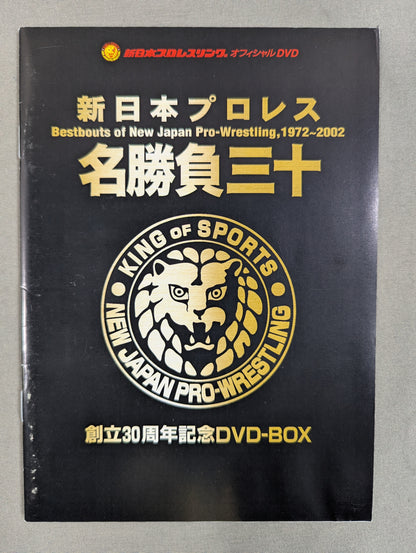 新日本プロレスリング オフィシャルDVD
新日本プロレス
Bestbouts of New Japan Pro-Wrestling,1972~2002
名勝負三十
KING OF SPORTS
NEW JAPAN PRO-WRESTLING
創立30周年記念DVD-BOX